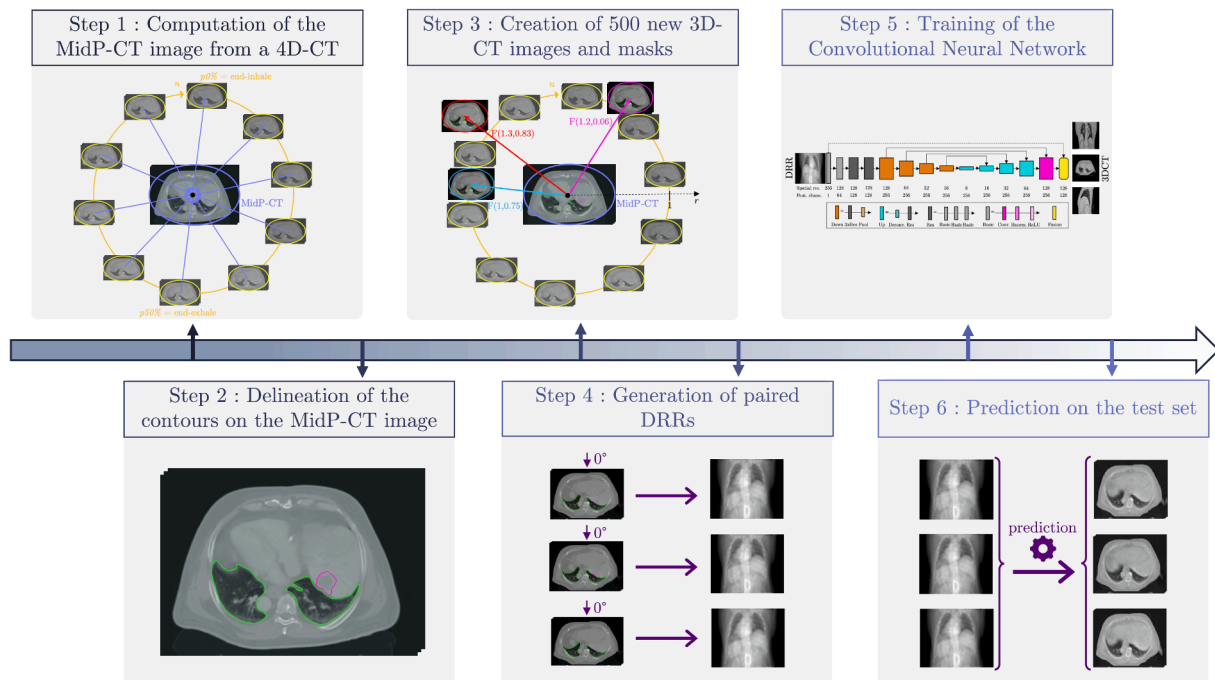 Step 1 : Computation of the
MidP-CT image from a 4D-CT
p0% = end-inhale
n
MidP-CT
p50% = end-exhale
Step 3 : Creation of 500 new 3D-
CT images and masks
n
F(1.3,0.83)
F(1.2,0.06)
F(1,0.75)
MidP-CT
1
r
Step 5 : Training of the
Convolutional Neural Network
DRR
3DCT
Step 2 : Delineation of the
contours on the MidP-CT image
Step 4 : Generation of paired
DRRs
0°
0°
0°
Step 6 : Prediction on the test set
prediction